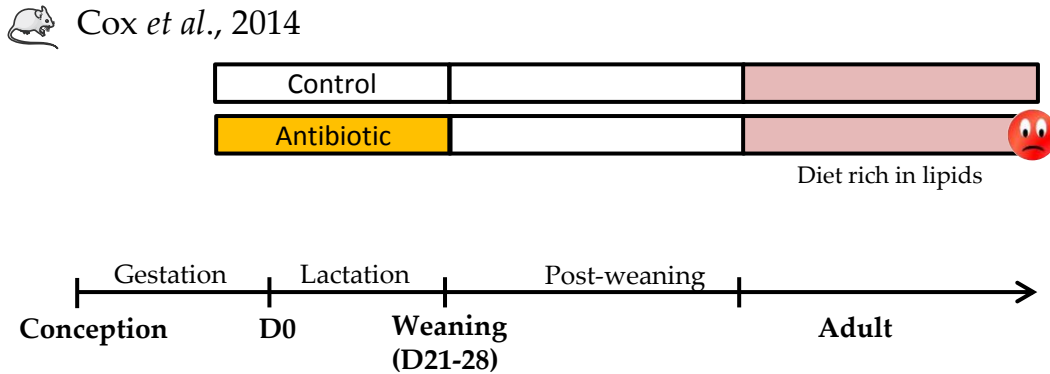 Cox et al., 2014
Control
Antibiotic
Diet rich in lipids
Gestation Lactation Post-weaning
Conception D0 Weaning Adult
(D21-28)